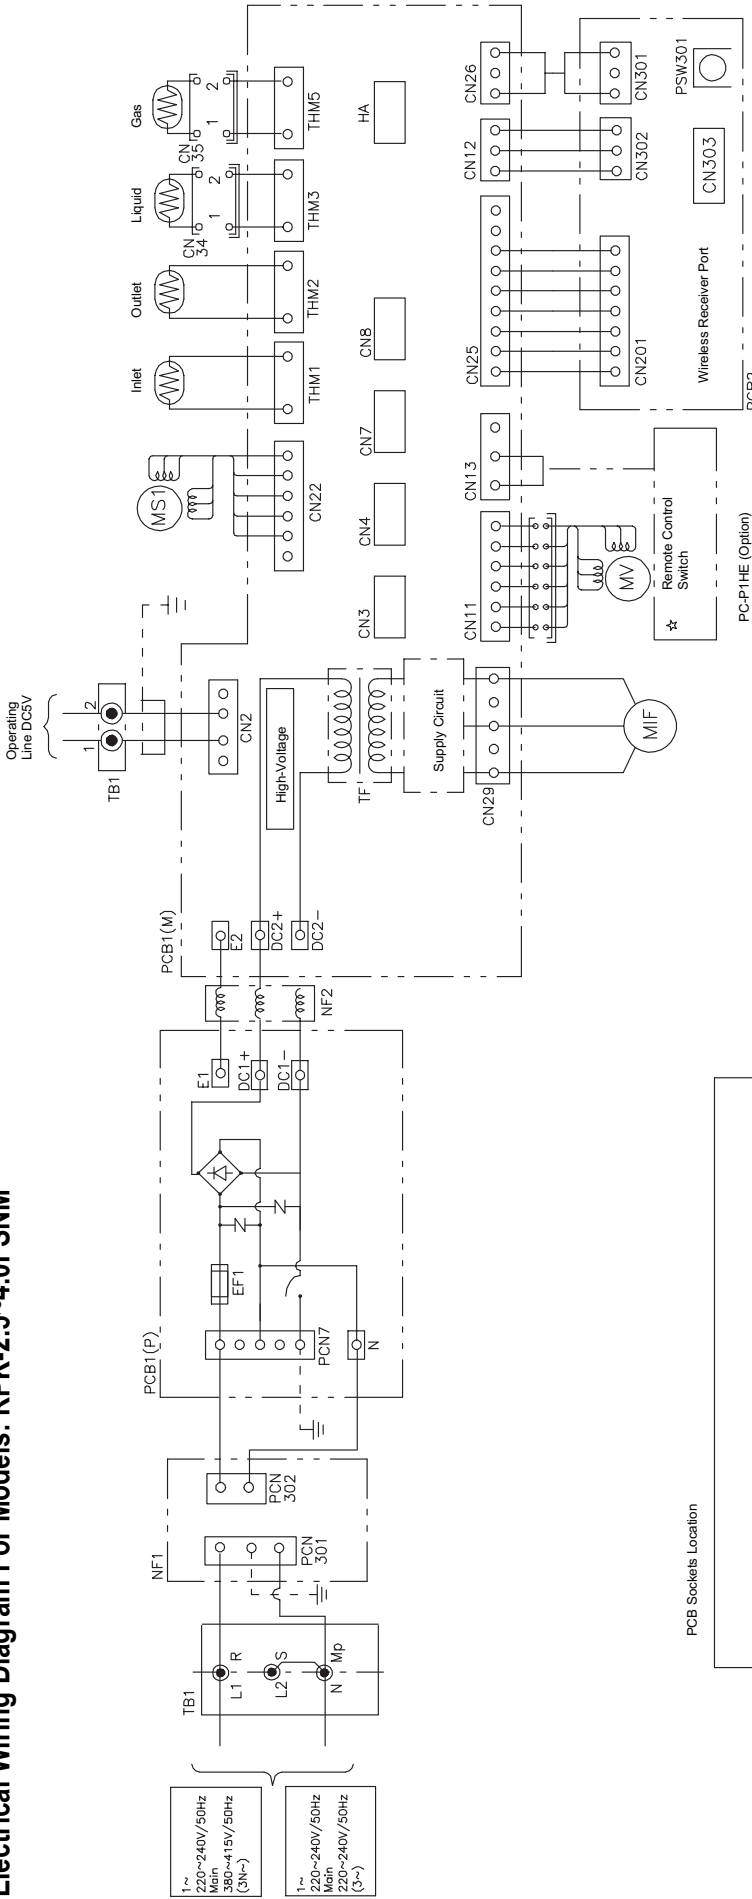 Electrical Wiring Diagram For Models: RPK-2.5~4.0FSNM
1~
220~240V/50Hz
Main
380~415V/50Hz
(3N~)
1~
220~240V/50Hz
Main
220~240V/50Hz
(3~)
TB1
L1 R
L2 S
N Mp
NF1
PCN
301
PCN
302
PCB1(P)
PCN7
N
EF1
E1
DC1+
DC1-
NF2
PCB1(M)
E2
DC2+
DC2-
Operating
Line DC5V
1 2
TB1
CN2
High-Voltage
TF
Supply Circuit
CN29
MIF
MS1
CN22
Inlet
THM1
Outlet
THM2
Liquid
CN
34
1 2
THM3
Gas
CN
35
1 2
THM5
CN3
CN4
CN7
CN8
HA
CN11
MV
CN13
Remote Control
Switch
☆
PC-P1HE (Option)
CN25
CN201
CN12
CN302
CN26
CN301
PSW301
CN303
Wireless Receiver Port
PCB2
PCB Sockets Location